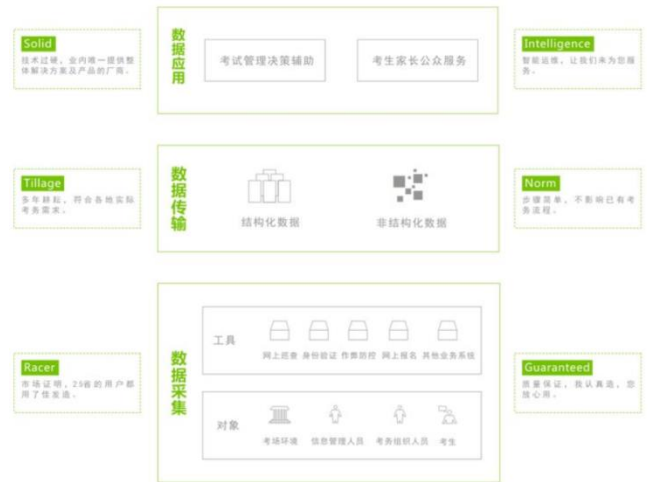 Solid
技术过硬，业内唯一提供整
体解决方案及产品的厂商。
数据应用
考试管理决策辅助
考生家长公众服务
Intelligence
智能运维，让我们来为您服
务。
Tillage
多年耕耘，符合各地实际
考务需求。
数据传输
结构化数据
非结构化数据
Norm
步骤简单，不影响已有考
务流程。
Racer
市场证明，25省的用户都
用了佳发造。
数据采集
工具
网上巡查 身份验证 作弊防控 网上报名 其他业务系统
对象
考场环境 信息管理人员 考务组织人员 考生
Guaranteed
质量保证，我认真造，您
放心用。